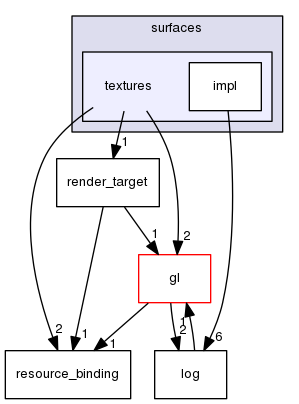 surfaces
textures
impl
1
render_target
1
2
gl
2
1
1
2
1
6
resource_binding
log